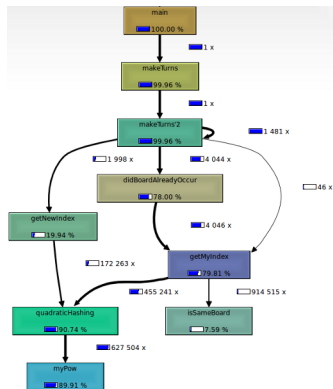 main
100.00 %
1 x
makeTurns
99.96 %
1 x
makeTurns'2
99.96 %
1 481 x
1 998 x
4 044 x
didBoardAlreadyOccur
78.00 %
46 x
getNewIndex
19.94 %
4 046 x
getMyIndex
79.81 %
172 263 x
455 241 x
914 515 x
quadraticHashing
90.74 %
isSameBoard
7.59 %
627 504 x
myPow
89.91 %